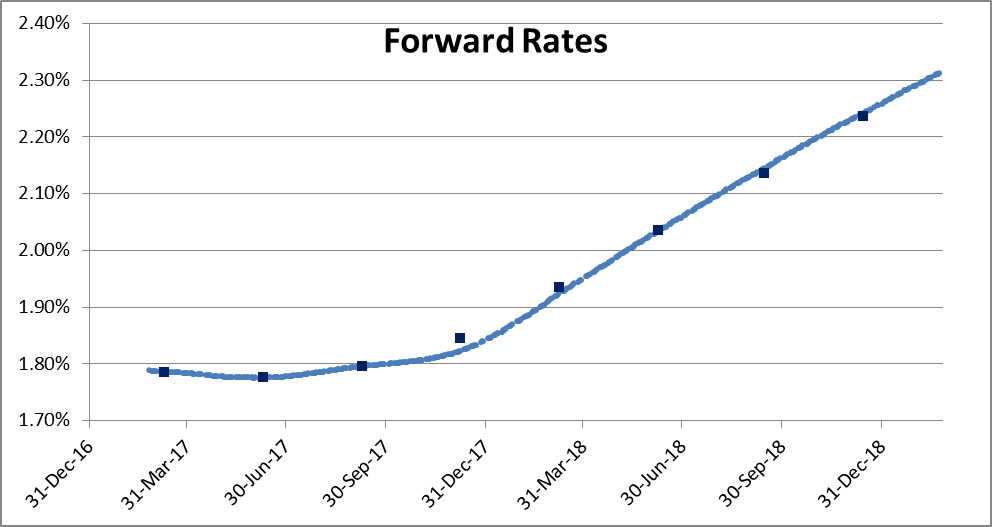 Forward Rates
2.40%
2.30%
2.20%
2.10%
2.00%
1.90%
1.80%
1.70%
31-Dec-16
31-Mar-17
30-Jun-17
30-Sep-17
31-Dec-17
31-Mar-18
30-Jun-18
30-Sep-18
31-Dec-18